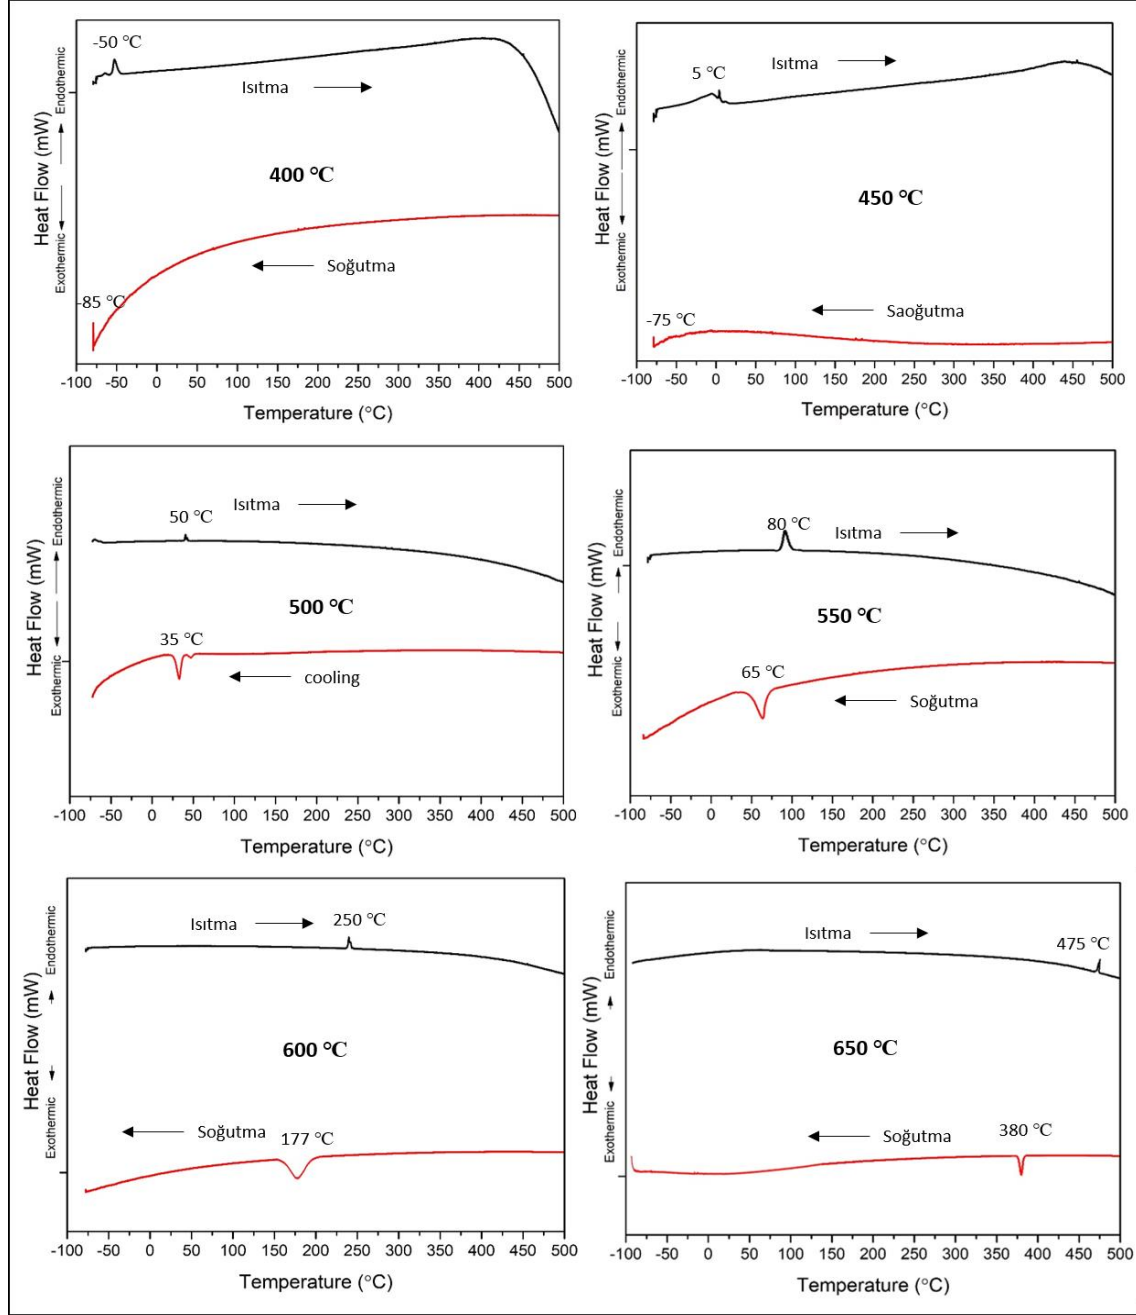 -50 °C
Isıtma
400 °C
Soğutma
-85 °C
Heat Flow (mW)
Endothermic
Exothermic
-100 -50 0 50 100 150 200 250 300 350 400 450 500
Temperature (°C)
5 °C
Isıtma
450 °C
Saoğutma
-75 °C
Heat Flow (mW)
Endothermic
Exothermic
-100 -50 0 50 100 150 200 250 300 350 400 450 500
Temperature (°C)
50 °C
Isıtma
500 °C
35 °C
cooling
Heat Flow (mW)
Endothermic
Exothermic
-100 -50 0 50 100 150 200 250 300 350 400 450 500
Temperature (°C)
80 °C
Isıtma
550 °C
65 °C
Soğutma
Heat Flow (mW)
Endothermic
Exothermic
-100 -50 0 50 100 150 200 250 300 350 400 450 500
Temperature (°C)
Isıtma
250 °C
600 °C
Soğutma
177 °C
Heat Flow (mW)
Endothermic
Exothermic
-100 -50 0 50 100 150 200 250 300 350 400 450 500
Temperature (°C)
Isıtma
475 °C
650 °C
Soğutma
380 °C
Heat Flow (mW)
Endothermic
Exothermic
-100 -50 0 50 100 150 200 250 300 350 400 450 500
Temperature (°C)